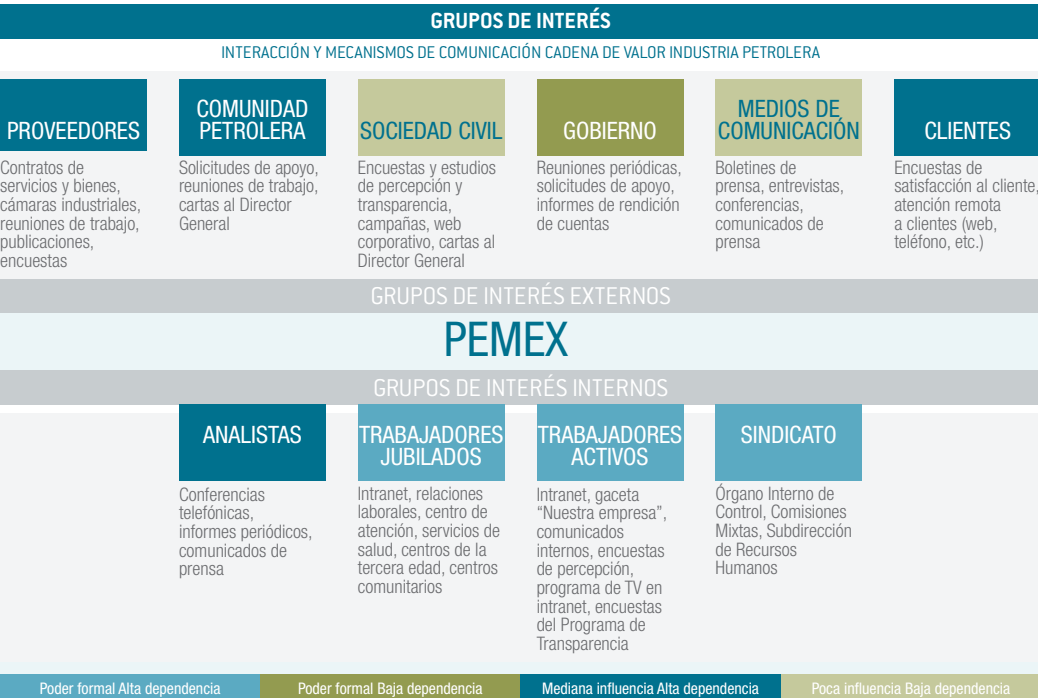 GRUPOS DE INTERÉS
INTERACCIÓN Y MECANISMOS DE COMUNICACIÓN CADENA DE VALOR INDUSTRIA PETROLERA
PROVEEDORES
Contratos de
servicios y bienes,
cámaras industriales,
reuniones de trabajo,
publicaciones,
encuestas
COMUNIDAD
PETROLERA
Solicitudes de apoyo,
reuniones de trabajo,
cartas al Director
General
SOCIEDAD CIVIL
Encuestas y estudios
de percepción y
transparencia,
campañas, web
corporativo, cartas al
Director General
GOBIERNO
Reuniones periódicas,
solicitudes de apoyo,
informes de rendición
de cuentas
MEDIOS DE
COMUNICACIÓN
Boletines de
prensa, entrevistas,
conferencias,
comunicados de
prensa
CLIENTES
Encuestas de
satisfacción al cliente,
atención remota
a clientes (web,
teléfono, etc.)
GRUPOS DE INTERÉS EXTERNOS
PEMEX
GRUPOS DE INTERÉS INTERNOS
ANALISTAS
Conferencias
telefónicas,
informes periódicos,
comunicados de
prensa
TRABAJADORES
JUBILADOS
Intranet, relaciones
laborales, centro de
atención, servicios de
salud, centros de la
tercera edad, centros
comunitarios
TRABAJADORES
ACTIVOS
Intranet, gaceta
“Nuestra empresa”,
comunicados
internos, encuestas
de percepción,
programa de TV en
intranet, encuestas
del Programa de
Transparencia
SINDICATO
Órgano Interno de
Control, Comisiones
Mixtas, Subdirección
de Recursos
Humanos
Poder formal Alta dependencia
Poder formal Baja dependencia
Mediana influencia Alta dependencia
Poca influencia Baja dependencia